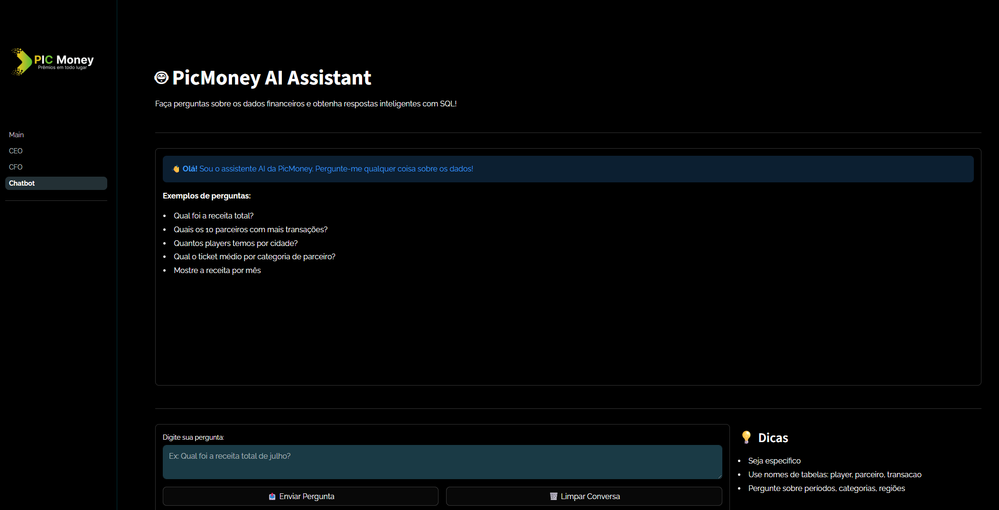 PIC Money
Prêmios em todo lugar
Main
CEO
CFO
Chatbot
PicMoney AI Assistant
Faça perguntas sobre os dados financeiros e obtenha respostas inteligentes com SQL!
Olá! Sou o assistente AI da PicMoney. Pergunte-me qualquer coisa sobre os dados!
Exemplos de perguntas:
Qual foi a receita total?
Quais os 10 parceiros com mais transações?
Quantos players temos por cidade?
Qual o ticket médio por categoria de parceiro?
Mostre a receita por mês
Digite sua pergunta:
Ex: Qual foi a receita total de julho?
Enviar Pergunta
Limpar Conversa
Dicas
Seja específico
Use nomes de tabelas: player, parceiro, transacao
Pergunte sobre períodos, categorias, regiões